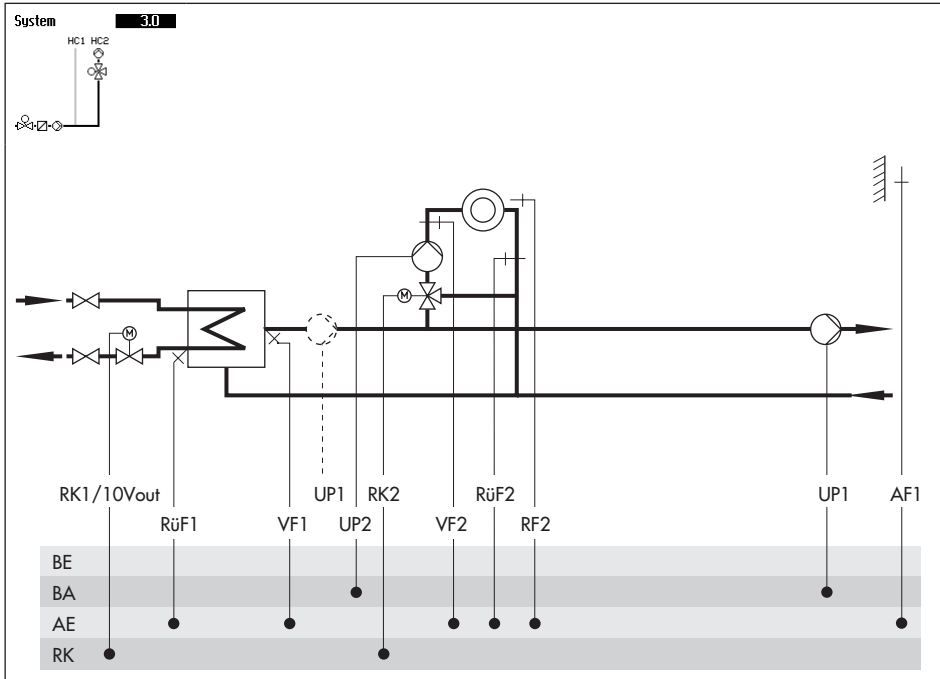 System 3.0
HC1 HC2
M
M
RK1/10Vout UP1 RK2 RüF2 UP1 AF1
RüF1 VF1 UP2 VF2 RF2
BE
BA
AE
RK